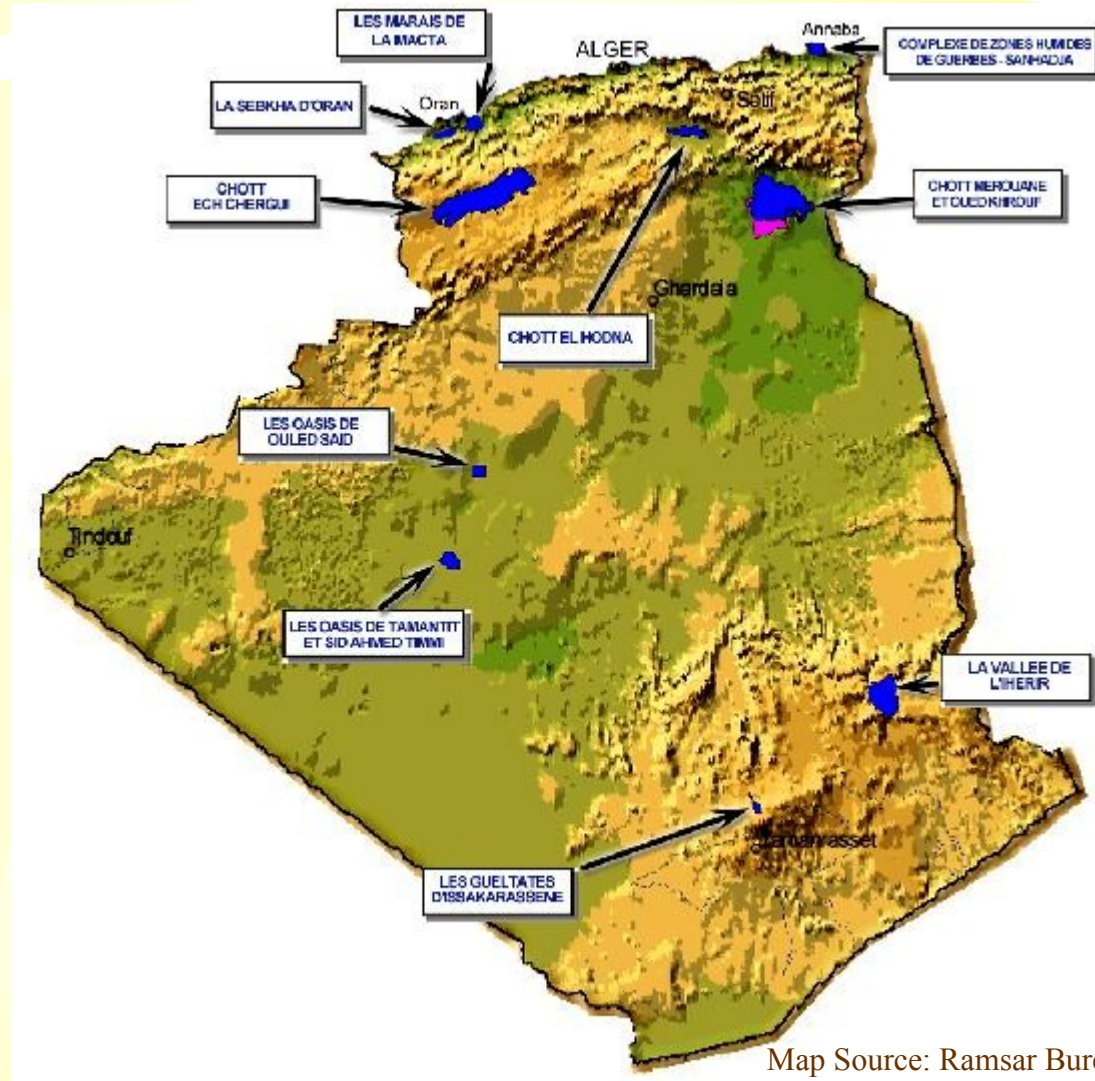 LES MARAIS DE
LA MACTA
ALGER
Annaba
COMPLEXE DE ZONES HUMIDES
DE GUERBES - SANHADJA
LA SEBKHA D'ORAN
Oran
Setif
CHOTT
ECH CHERGUI
CHOTT MEROUANE
ET OUED KHROUF
Ghardaia
CHOTT EL HODNA
LES OASIS DE
OULED SAID
Tindouf
LES OASIS DE TAMANTIT
ET SID AHMED TIMMI
LA VALLEE DE
L'IHERIR
Tamanrasset
LES GUELTATES
D'ISSAKARASSENE
Map Source: Ramsar